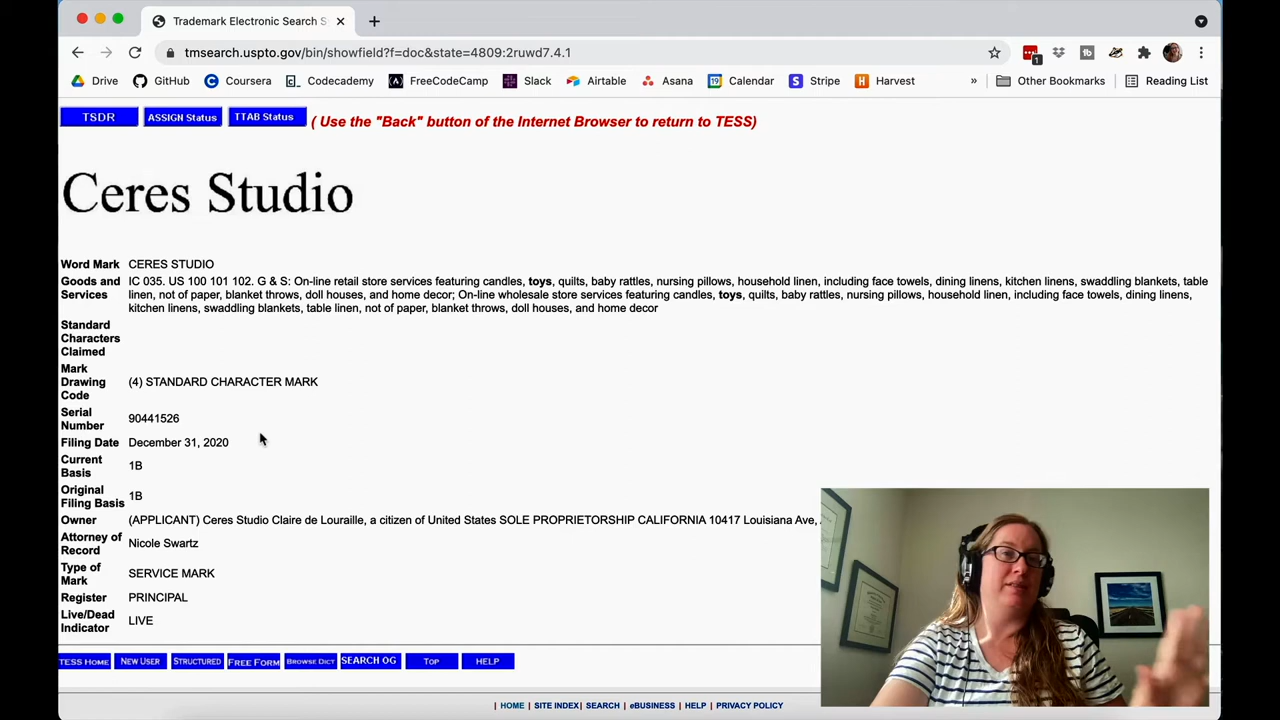 Trademark Electronic Search S
tmsearch.uspto.gov/bin/showfield?f=doc&state=4809:2ruwd7.4.1
Drive GitHub Coursera Codecademy FreeCodeCamp Slack Airtable Asana Calendar Stripe Harvest » Other Bookmarks Reading List
TSDR ASSIGN Status TTAB Status ( Use the "Back" button of the Internet Browser to return to TESS)
Ceres Studio
Word Mark CERES STUDIO
Goods and Services IC 035. US 100 101 102. G & S: On-line retail store services featuring candles, toys, quilts, baby rattles, nursing pillows, household linen, including face towels, dining linens, kitchen linens, swaddling blankets, table
linen, not of paper, blanket throws, doll houses, and home decor; On-line wholesale store services featuring candles, toys, quilts, baby rattles, nursing pillows, household linen, including face towels, dining linens,
kitchen linens, swaddling blankets, table linen, not of paper, blanket throws, doll houses, and home decor
Standard
Characters
Claimed
Mark
Drawing
Code
(4) STANDARD CHARACTER MARK
Serial
Number
90441526
Filing Date December 31, 2020
Current
Basis
1B
Original
Filing Basis
1B
Owner (APPLICANT) Ceres Studio Claire de Louraille, a citizen of United States SOLE PROPRIETORSHIP CALIFORNIA 10417 Louisiana Ave,
Attorney of
Record
Nicole Swartz
Type of
Mark
SERVICE MARK
Register PRINCIPAL
Live/Dead
Indicator
LIVE
TESS HOME NEW USER STRUCTURED FREE FORM BROWSE DICT SEARCH OG TOP HELP
| HOME | SITE INDEX| SEARCH | eBUSINESS | HELP | PRIVACY POLICY